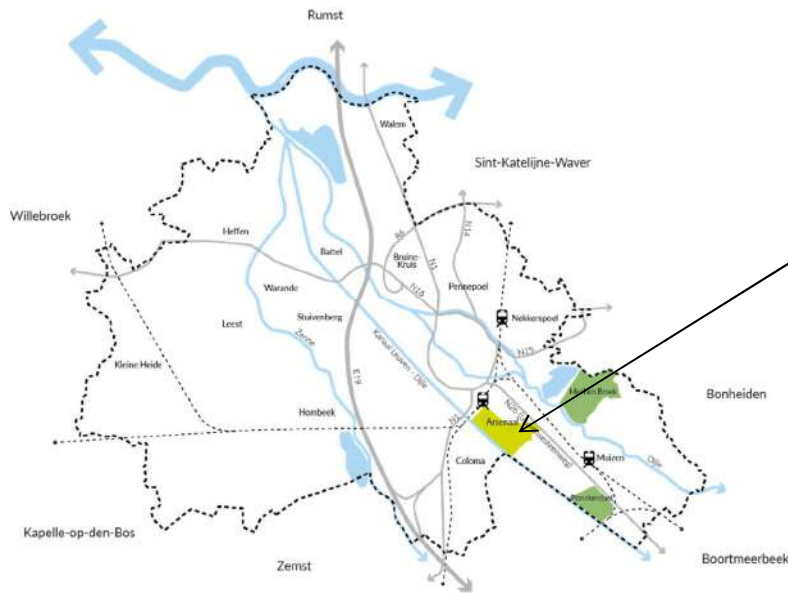 Rumst
Walem
Sint-Katelijne-Waver
Willebroek
Heffen
R6
N14
Battel
Bruine-
Kruis
N1
Pennepoel
N16
Warande
Leest
Stuivenberg
Nekkerspoel
Zenne
Kanaal Leuven - Dijle
E19
N15
Kleine Heide
Bonheiden
Hombeek
N1
Arsenaal
N26
Coloma
Muizen
Dijle
Kapelle-op-den-Bos
Zemst
Boortmeerbeek